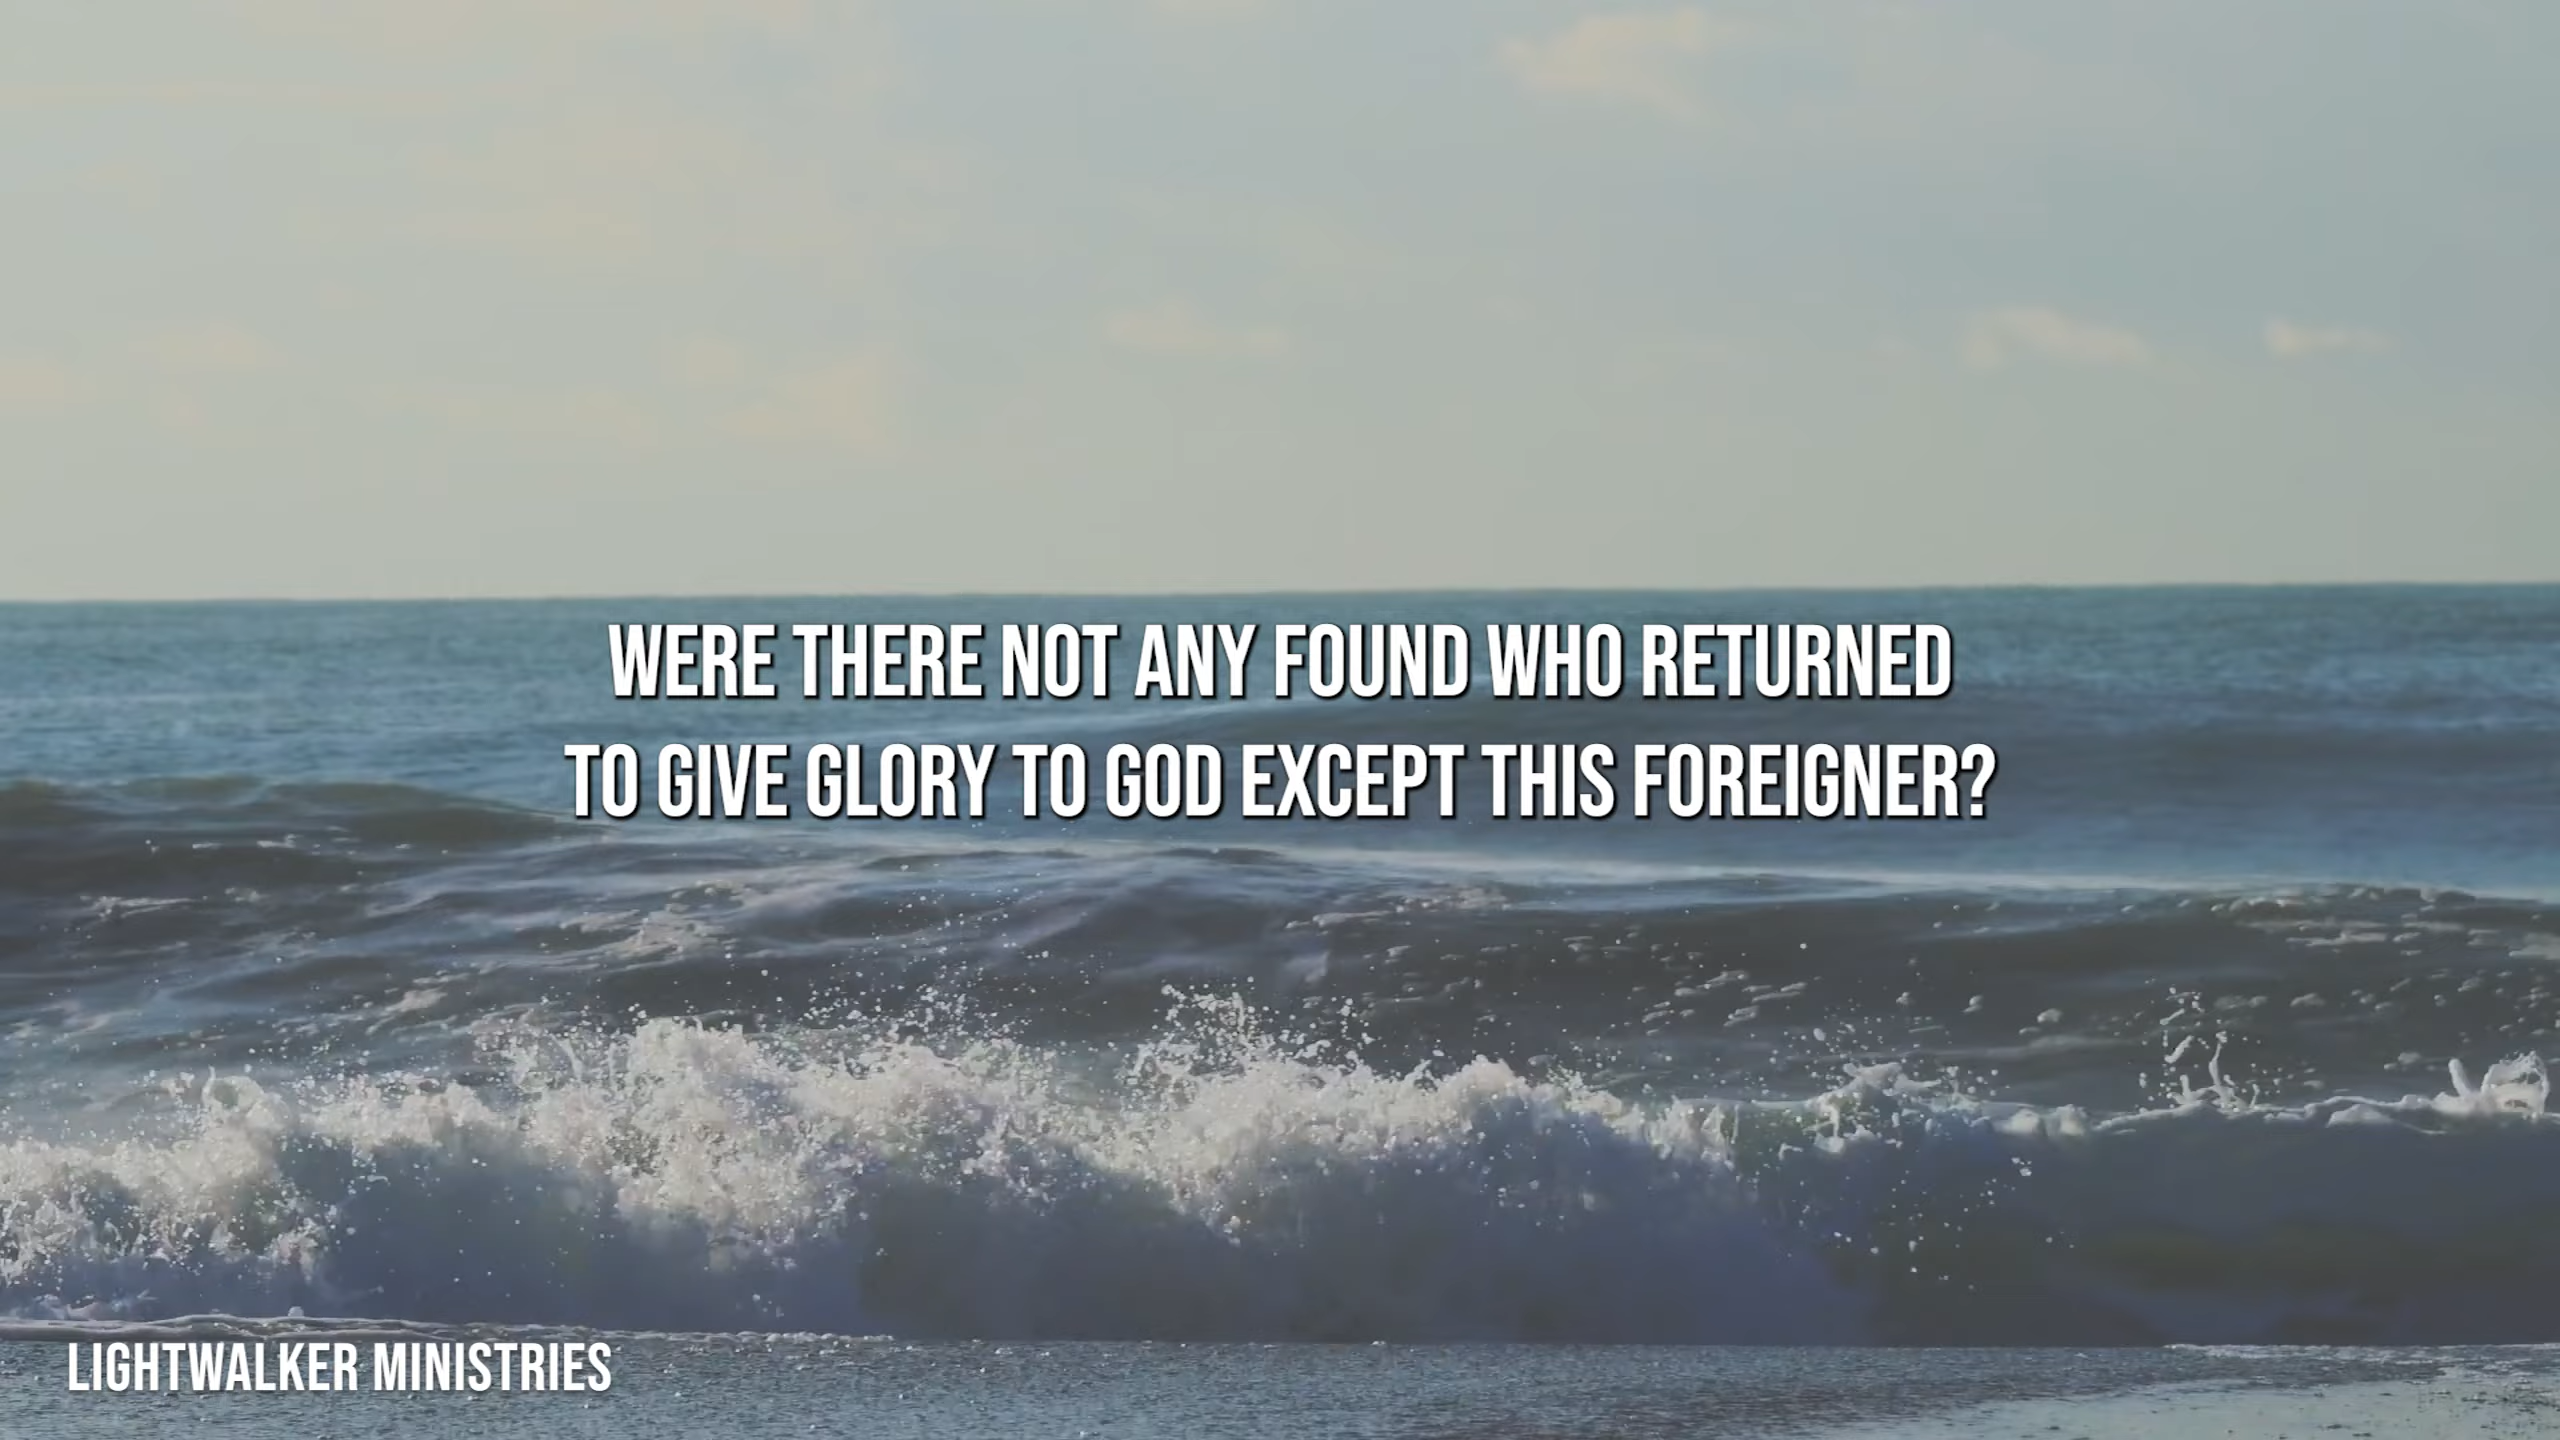 WERE THERE NOT ANY FOUND WHO RETURNED
TO GIVE GLORY TO GOD EXCEPT THIS FOREIGNER?
LIGHTWALKER MINISTRIES